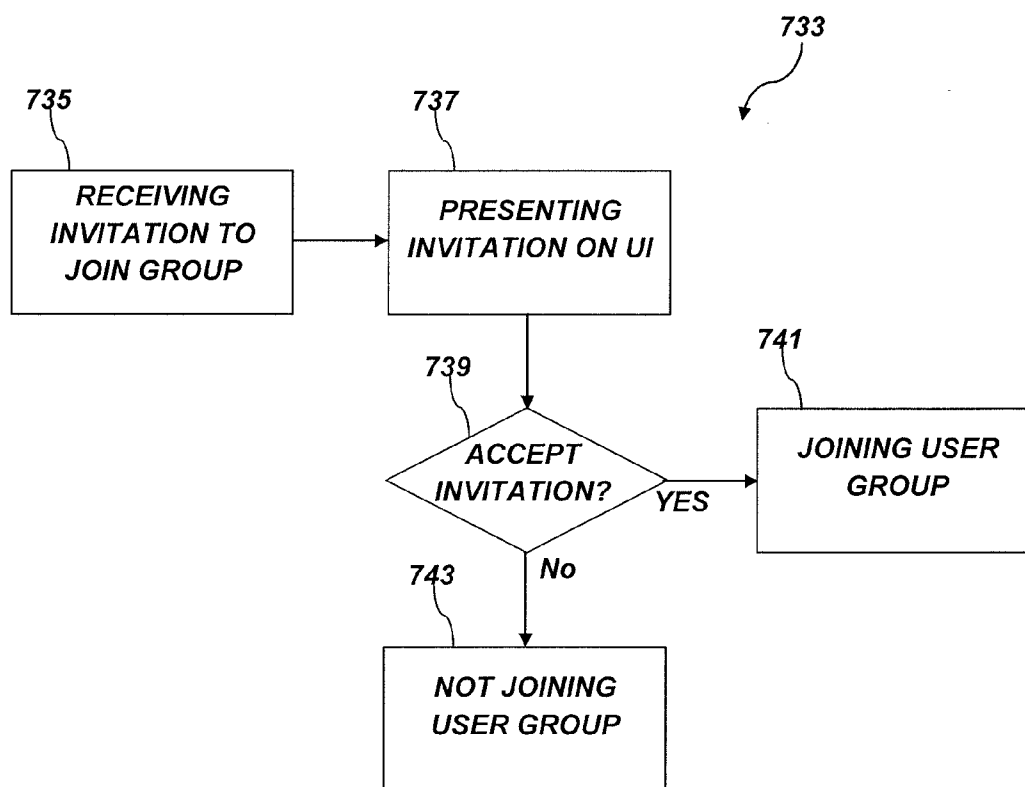 733
735
737
RECEIVING
INVITATION TO
JOIN GROUP
PRESENTING
INVITATION ON UI
739
741
ACCEPT
INVITATION?
YES
JOINING USER
GROUP
No
743
NOT JOINING
USER GROUP